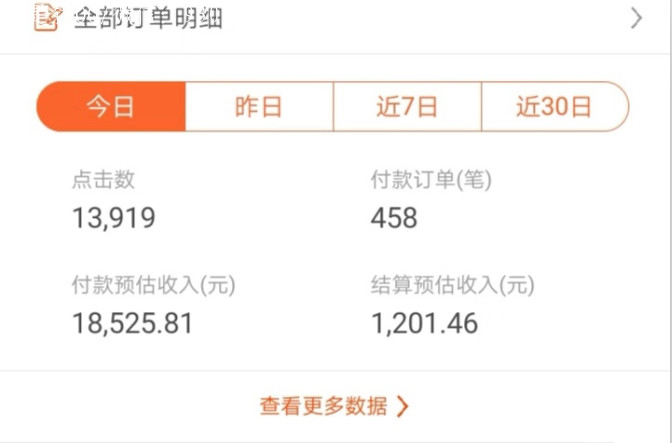 全部订单明细
今日 昨日 近7日 近30日
点击数 付款订单(笔)
13,919 458
付款预估收入(元) 结算预估收入(元)
18,525.81 1,201.46
查看更多数据